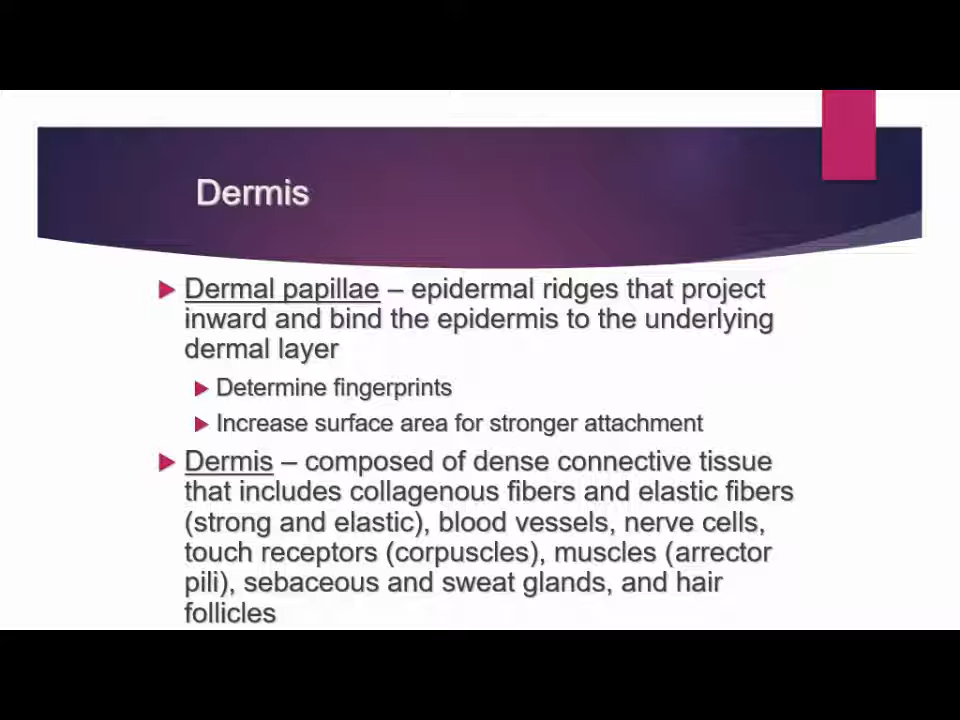 Dermis
Dermal papillae – epidermal ridges that project
inward and bind the epidermis to the underlying
dermal layer
Determine fingerprints
Increase surface area for stronger attachment
Dermis – composed of dense connective tissue
that includes collagenous fibers and elastic fibers
(strong and elastic), blood vessels, nerve cells,
touch receptors (corpuscles), muscles (arrector
pili), sebaceous and sweat glands, and hair
follicles